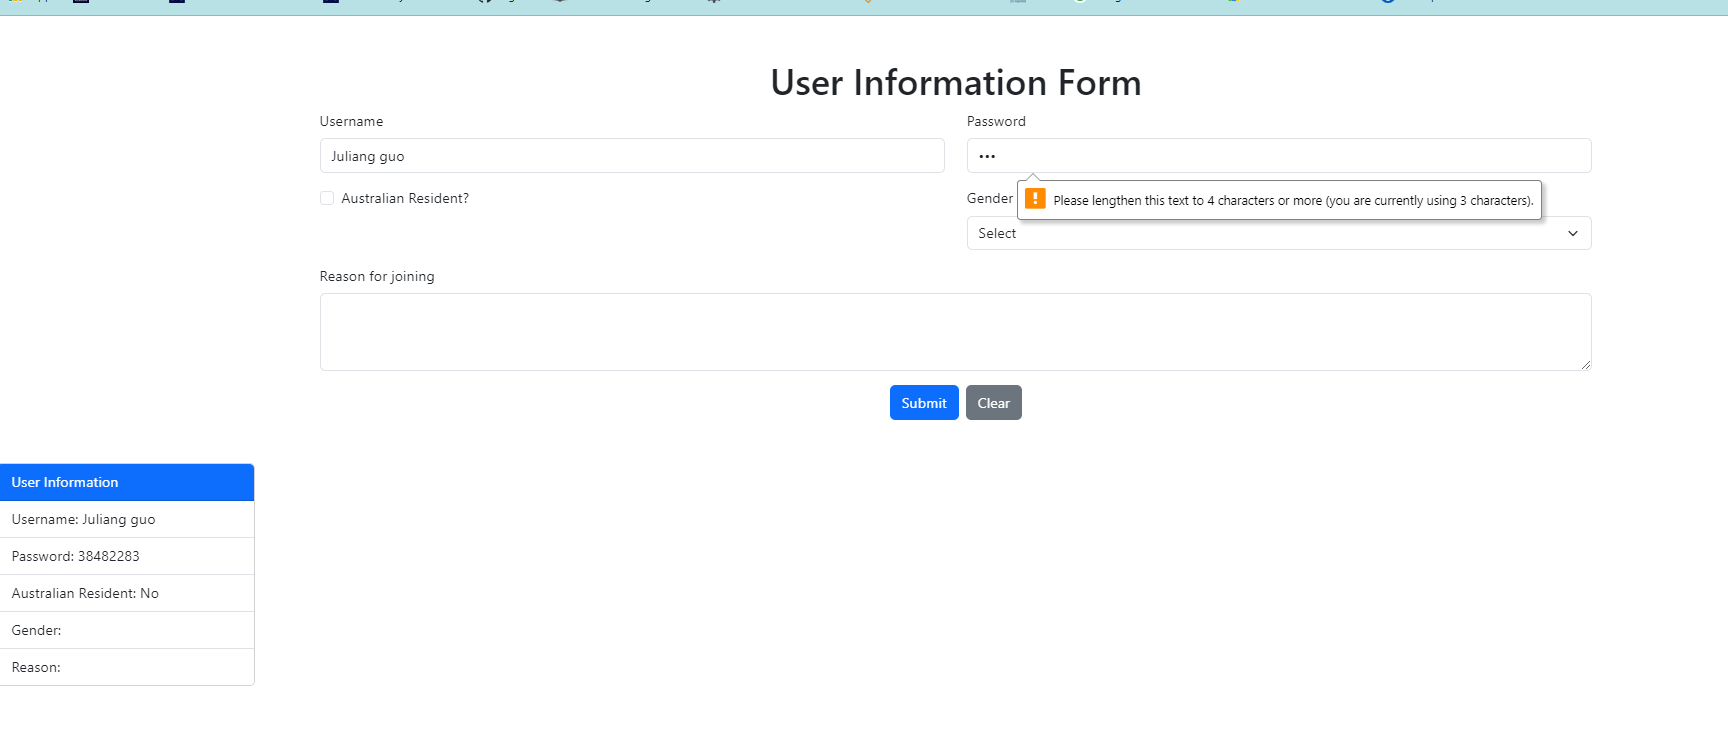 User Information Form
Username
Password
Juliang guo
•••
Australian Resident?
Gender
Please lengthen this text to 4 characters or more (you are currently using 3 characters).
Select
Reason for joining
Submit Clear
User Information
Username: Juliang guo
Password: 38482283
Australian Resident: No
Gender:
Reason: